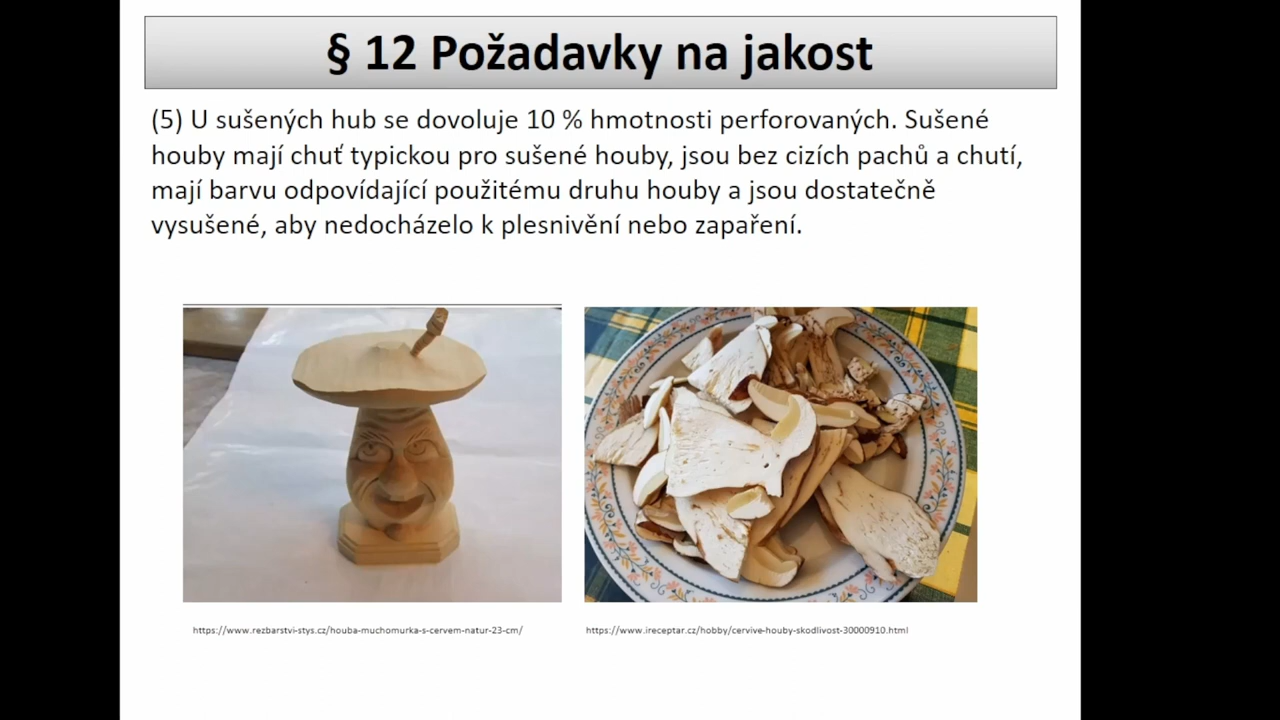 § 12 Požadavky na jakost
(5) U sušených hub se dovoluje 10 % hmotnosti perforovaných. Sušené
houby mají chuť typickou pro sušené houby, jsou bez cizích pachů a chutí,
mají barvu odpovídající použitému druhu houby a jsou dostatečně
vysušené, aby nedocházelo k plesnivění nebo zapaření.
https://www.rezbarstvi-stys.cz/houba-muchomurka-s-cervem-natur-23-cm/
https://www.ireceptar.cz/hobby/cervive-houby-skodlivost-30000910.html